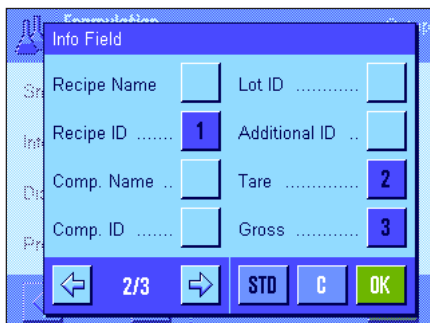 Formulation
Info Field
Recipe Name
Lot ID ............
Recipe ID ....... 1
Additional ID ..
Comp. Name ..
Tare ............. 2
Comp. ID .....
Gross ........... 3
2/3
STD
C
OK